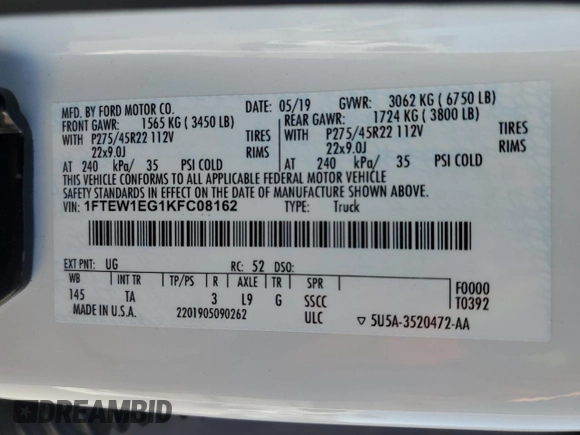 MFD. BY FORD MOTOR CO. DATE: 05/19 GVWR: 3062 KG ( 6750 LB)
FRONT GAWR: 1565 KG ( 3450 LB) REAR GAWR: 1724 KG ( 3800 LB)
WITH P275/45R22 112V TIRES WITH P275/45R22 112V TIRES
22x9.0J RIMS 22x9.0J RIMS
AT 240 kPa/ 35 PSI COLD AT 240 kPa/ 35 PSI COLD
THIS VEHICLE CONFORMS TO ALL APPLICABLE FEDERAL MOTOR VEHICLE
SAFETY STANDARDS IN EFFECT ON THE DATE OF MANUFACTURE SHOWN ABOVE.
VIN: 1FTEW1EG1KFC08162 TYPE: Truck
EXT PNT: UG RC: 52 DSO:
WB TP/PS R AXLE TR SPR F0000
145 TA 3 L9 G SSCC T0392
MADE IN U.S.A. 2201905090262 ULC ▽ 5U5A-3520472-AA
DREAMBID